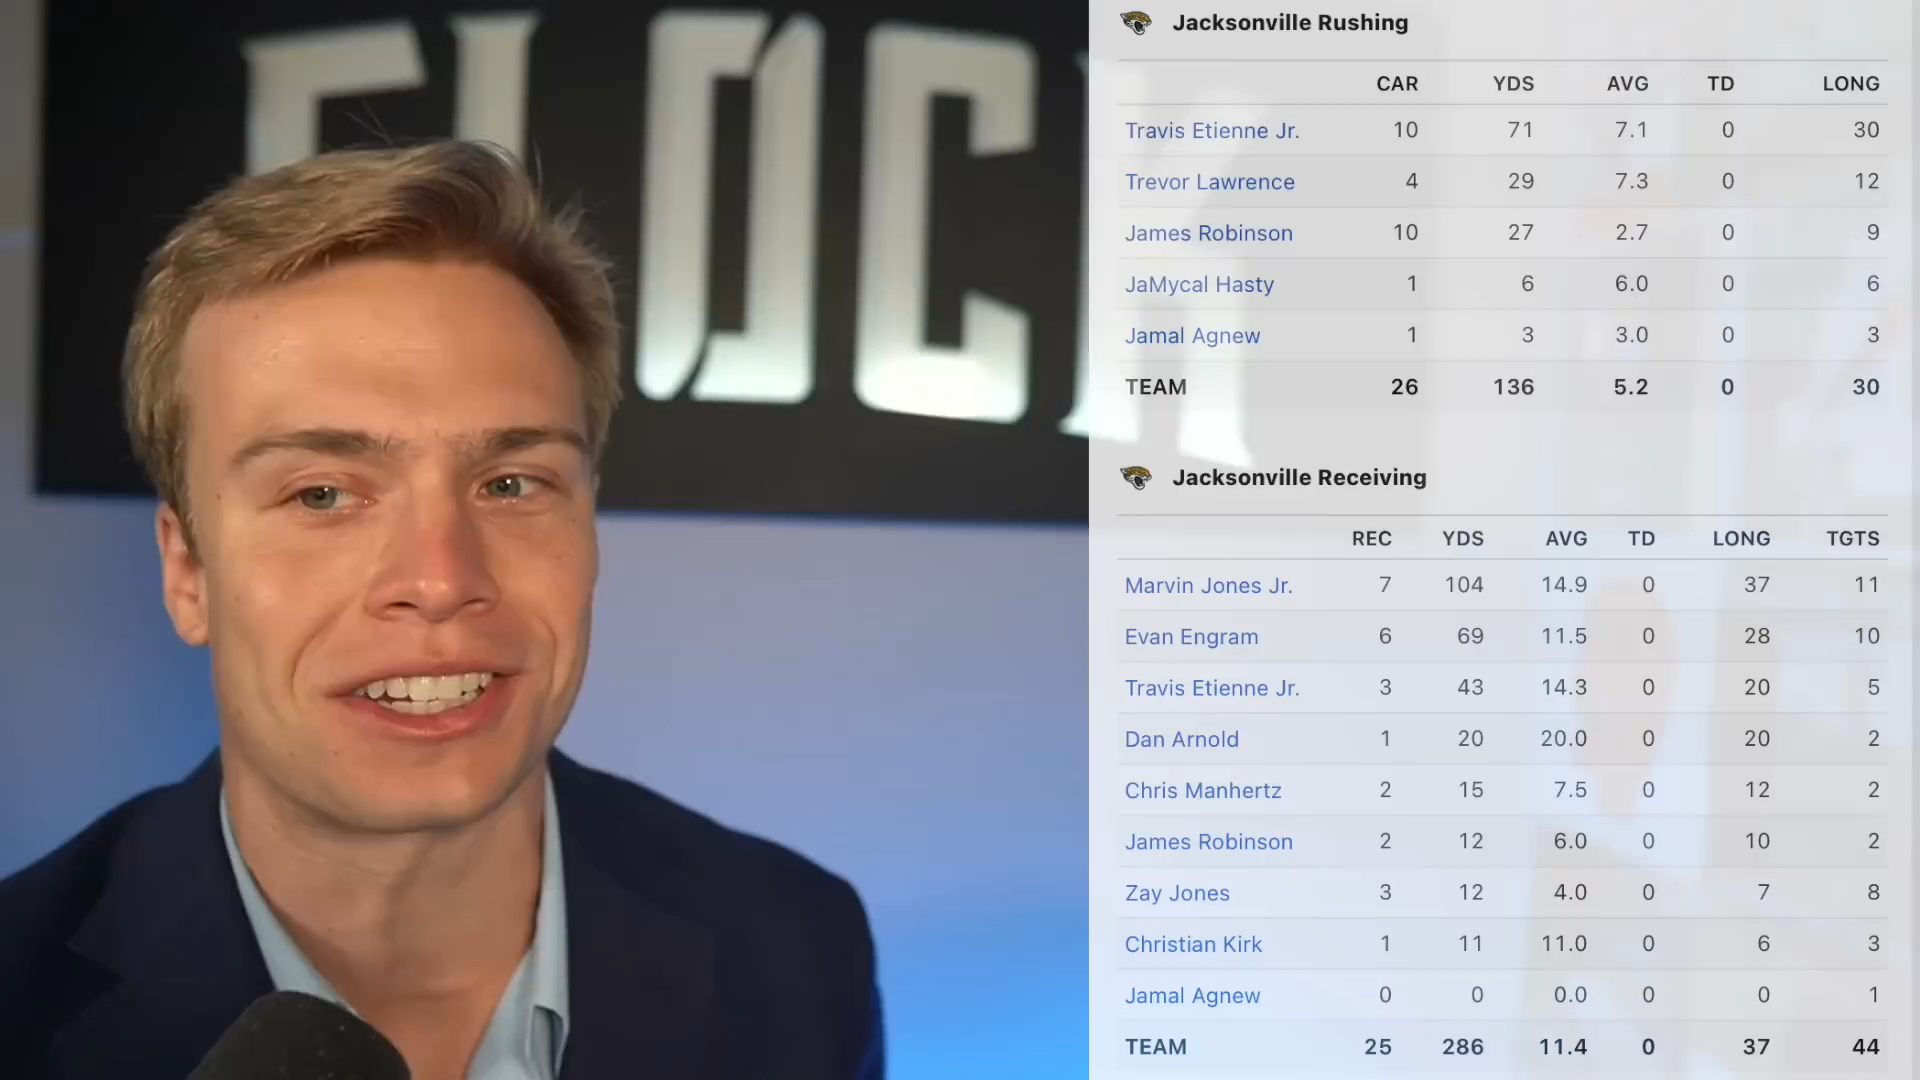 FLOCK
Jacksonville Rushing
CAR YDS AVG TD LONG
Travis Etienne Jr. 10 71 7.1 0 30
Trevor Lawrence 4 29 7.3 0 12
James Robinson 10 27 2.7 0 9
JaMycal Hasty 1 6 6.0 0 6
Jamal Agnew 1 3 3.0 0 3
TEAM 26 136 5.2 0 30
Jacksonville Receiving
REC YDS AVG TD LONG TGTS
Marvin Jones Jr. 7 104 14.9 0 37 11
Evan Engram 6 69 11.5 0 28 10
Travis Etienne Jr. 3 43 14.3 0 20 5
Dan Arnold 1 20 20.0 0 20 2
Chris Manhertz 2 15 7.5 0 12 2
James Robinson 2 12 6.0 0 10 2
Zay Jones 3 12 4.0 0 7 8
Christian Kirk 1 11 11.0 0 6 3
Jamal Agnew 0 0 0.0 0 0 1
TEAM 25 286 11.4 0 37 44